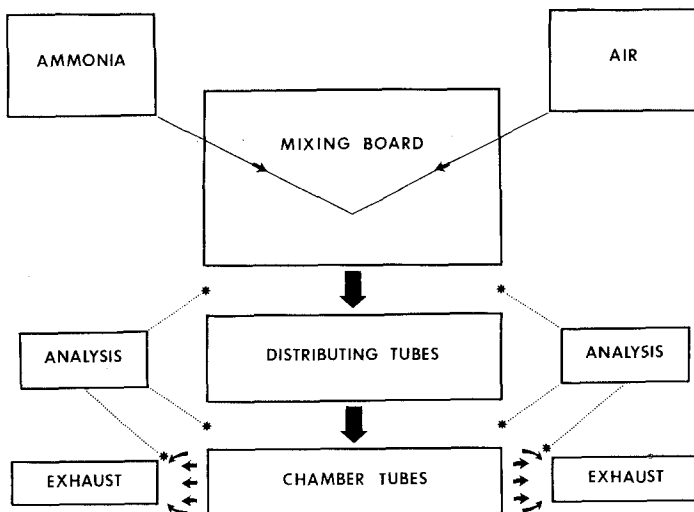 AMMONIA
AIR
MIXING BOARD
ANALYSIS
DISTRIBUTING TUBES
ANALYSIS
EXHAUST
CHAMBER TUBES
EXHAUST